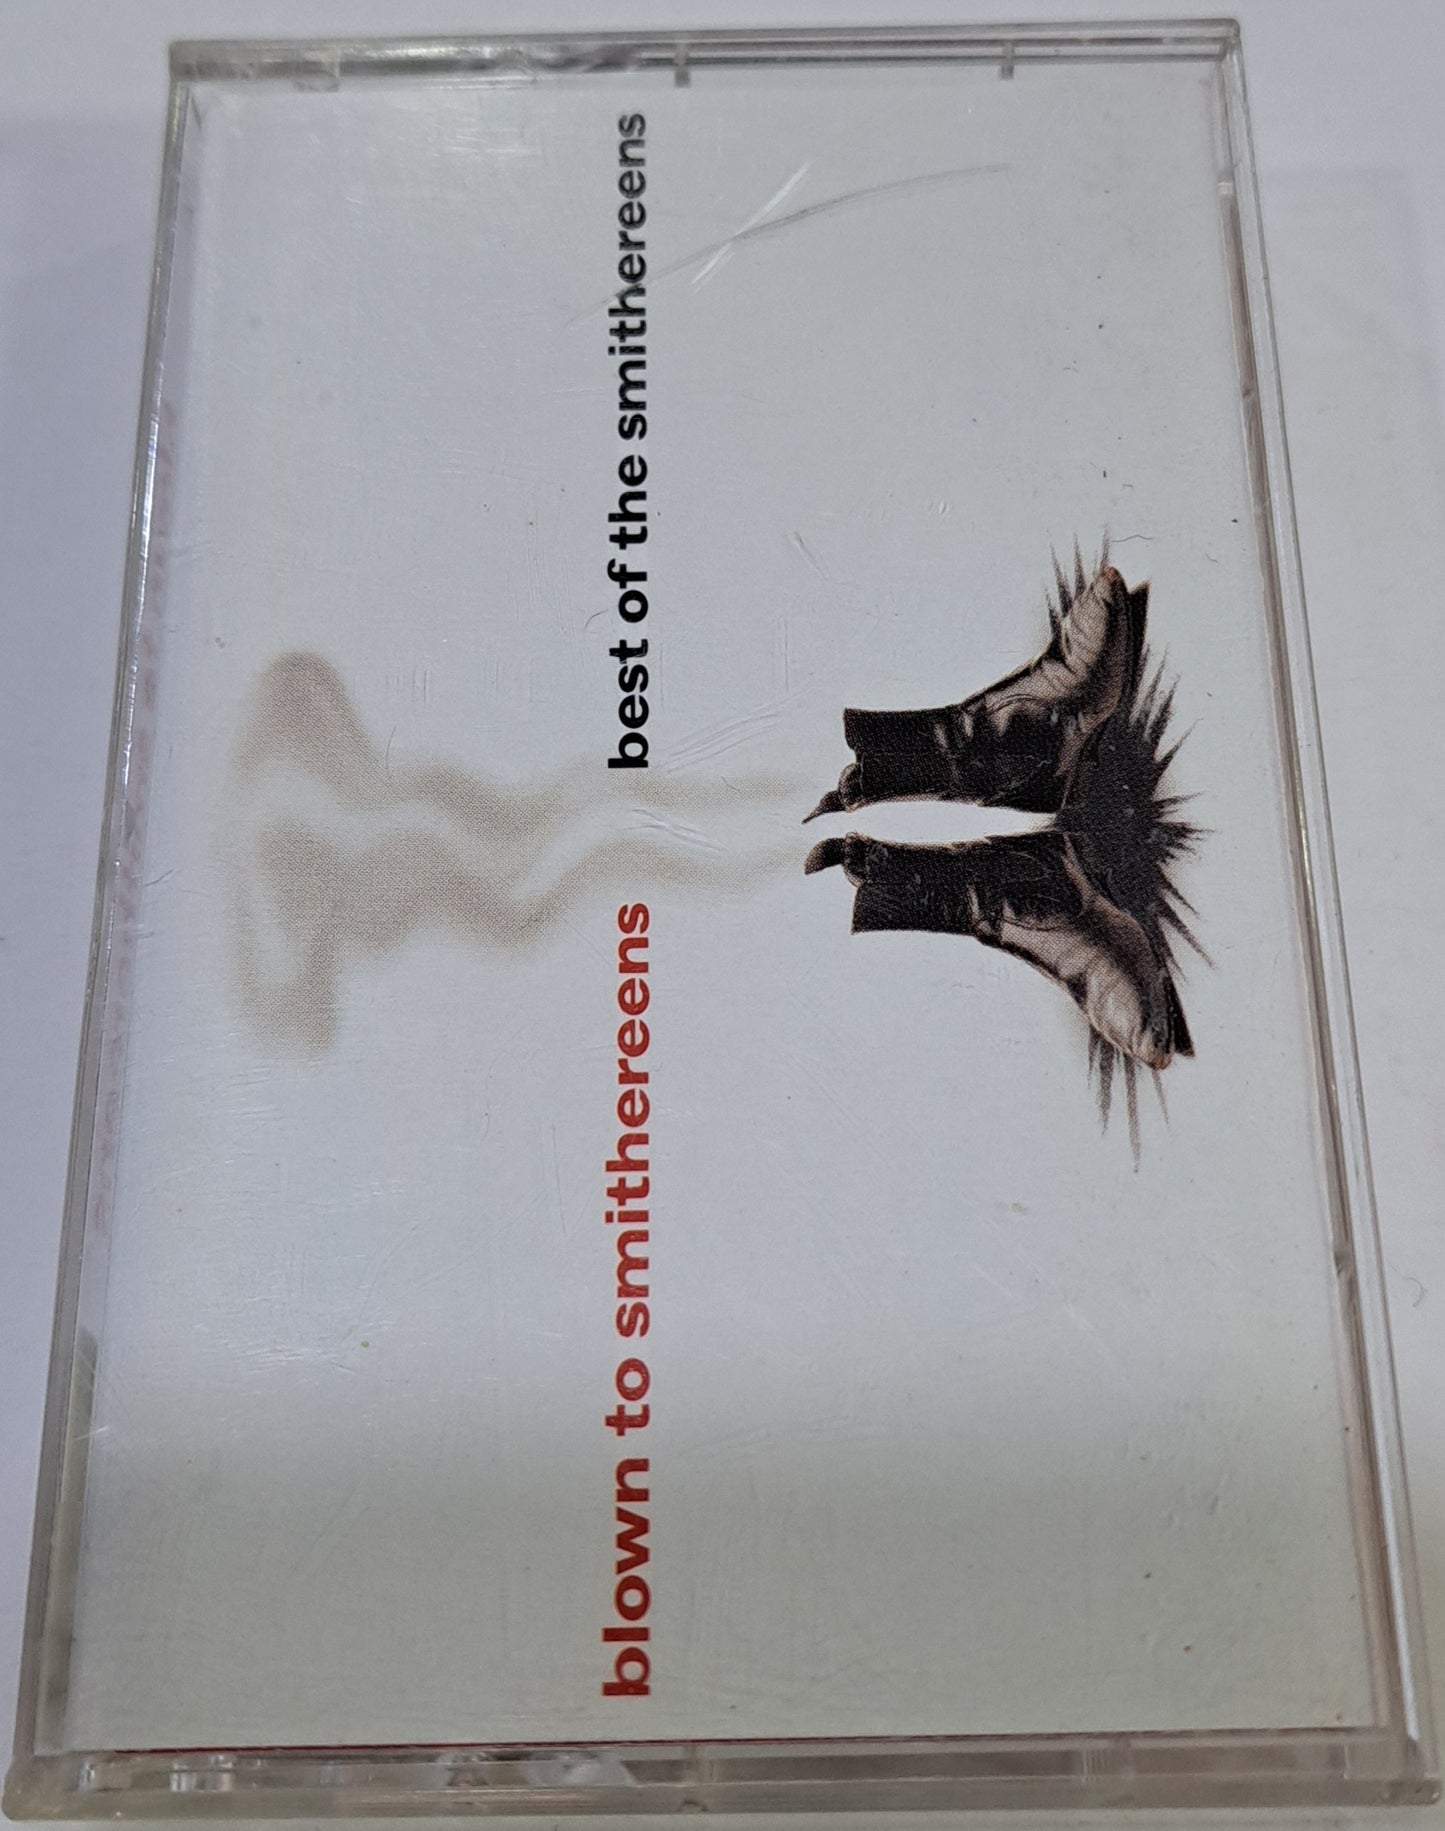 blown to smithereens best of the smithereens